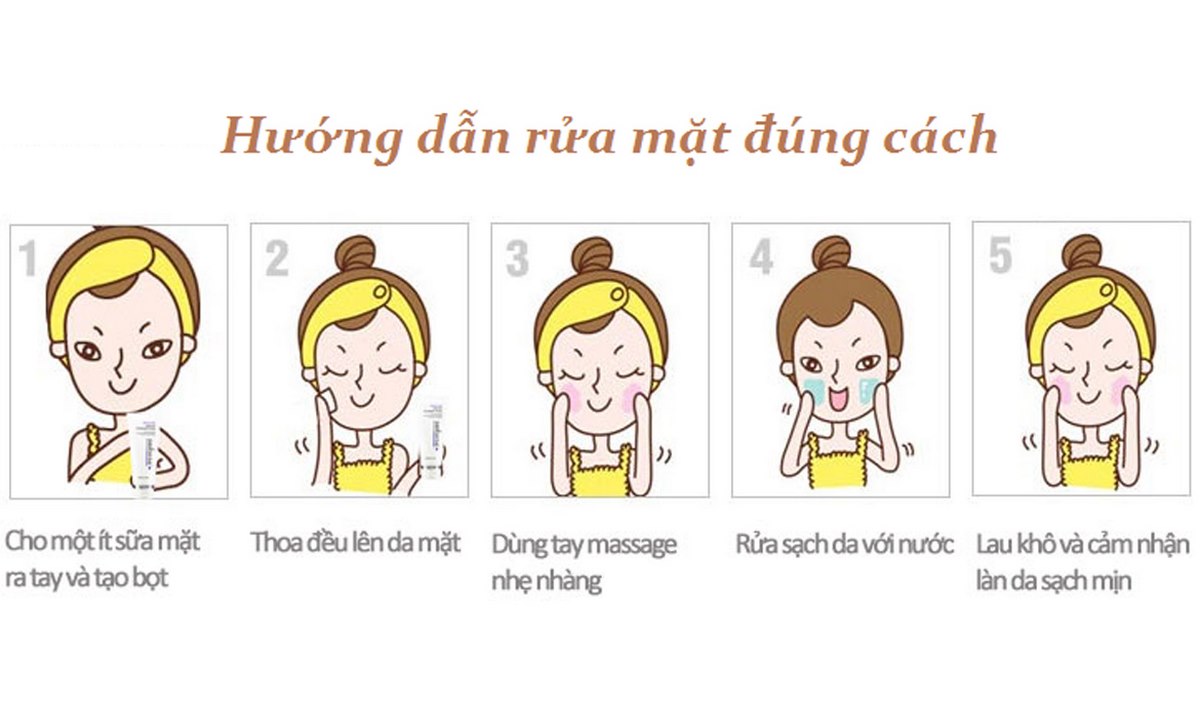 Hướng dẫn rửa mặt đúng cách
1
2
3
4
5
Cho một ít sữa mặt
ra tay và tạo bọt
Thoa đều lên da mặt
Dùng tay massage
nhẹ nhàng
Rửa sạch da với nước
Lau khô và cảm nhận
làn da sạch mịn